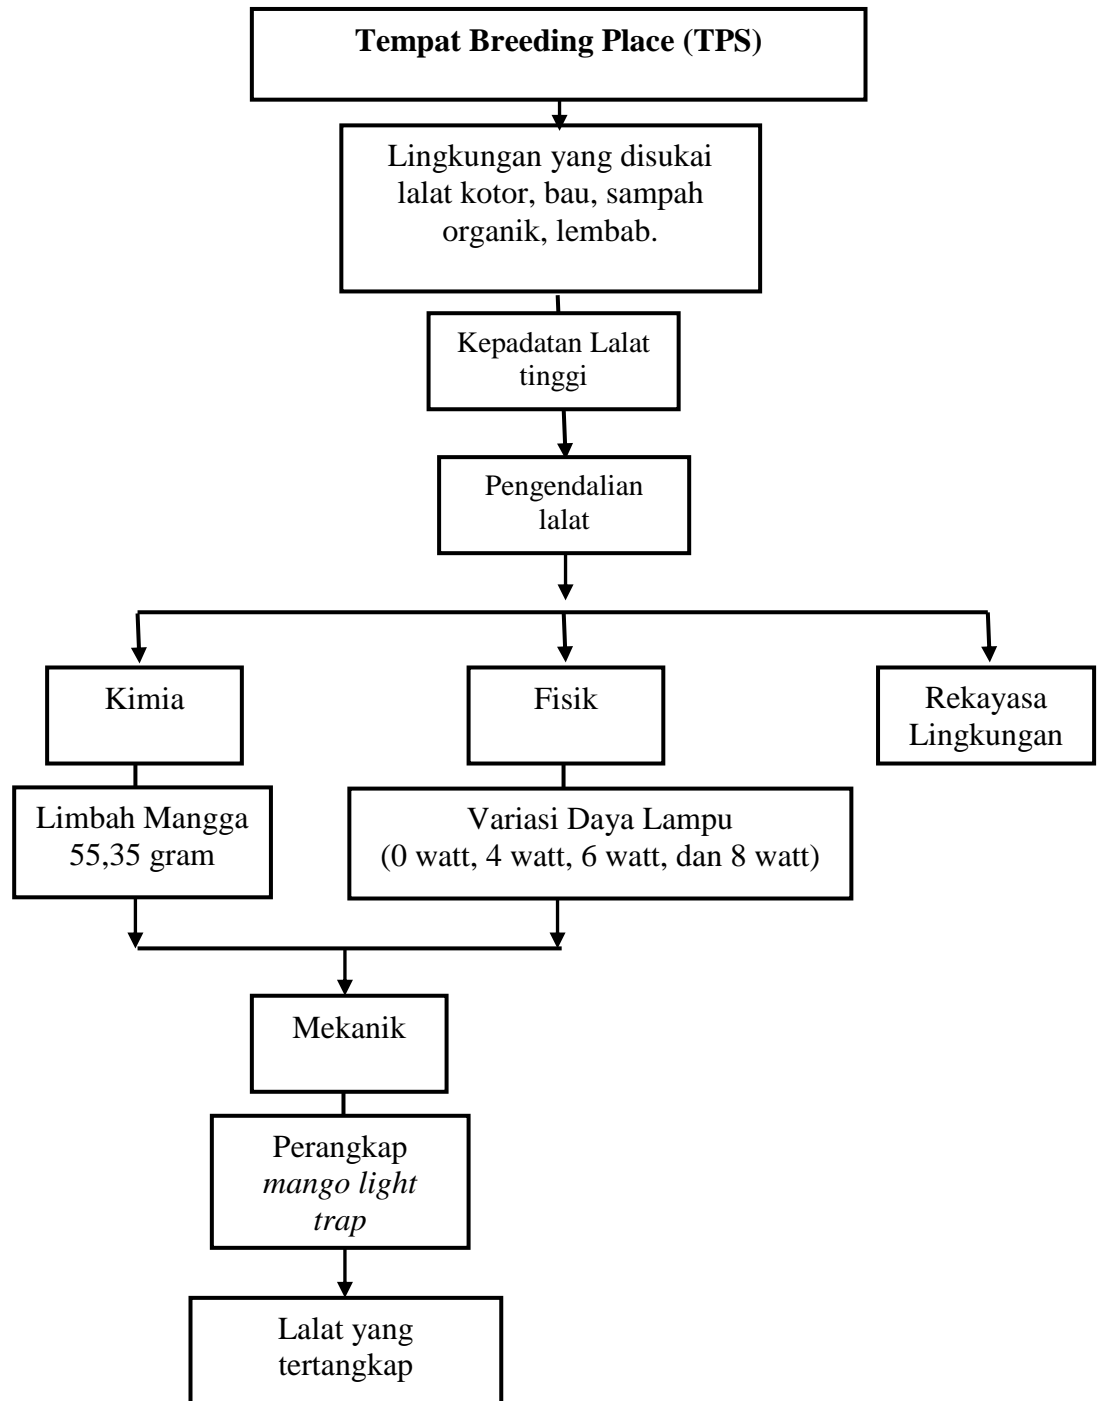 Tempat Breeding Place (TPS)
Lingkungan yang disukai
lalat kotor, bau, sampah
organik, lembab.
Kepadatan Lalat
tinggi
Pengendalian
lalat
Kimia
Fisik
Rekayasa
Lingkungan
Limbah Mangga
55,35 gram
Variasi Daya Lampu
(0 watt, 4 watt, 6 watt, dan 8 watt)
Mekanik
Perangkap
mango light
trap
Lalat yang
tertangkap